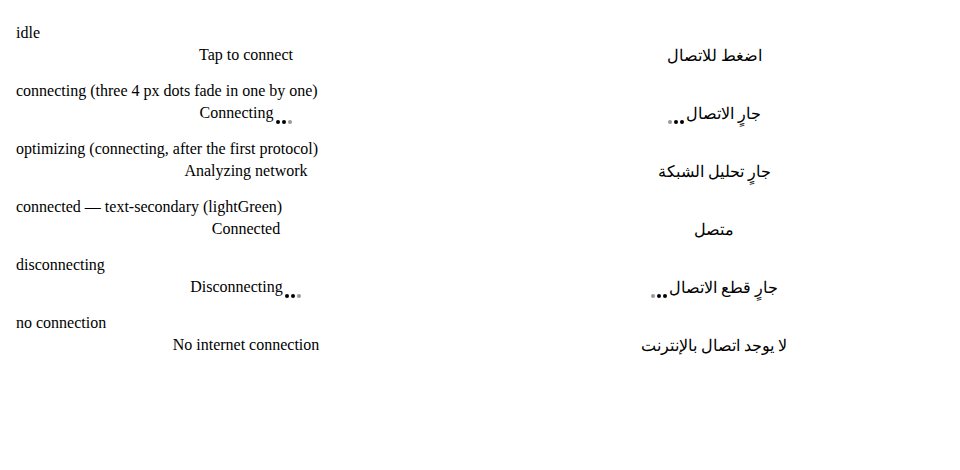 idle
Tap to connect
اضغط للاتصال
connecting (three 4 px dots fade in one by one)
Connecting...
جارٍ الاتصال...
optimizing (connecting, after the first protocol)
Analyzing network
جارٍ تحليل الشبكة
connected — text-secondary (lightGreen)
Connected
متصل
disconnecting
Disconnecting...
جارٍ قطع الاتصال...
no connection
No internet connection
لا يوجد اتصال بالإنترنت